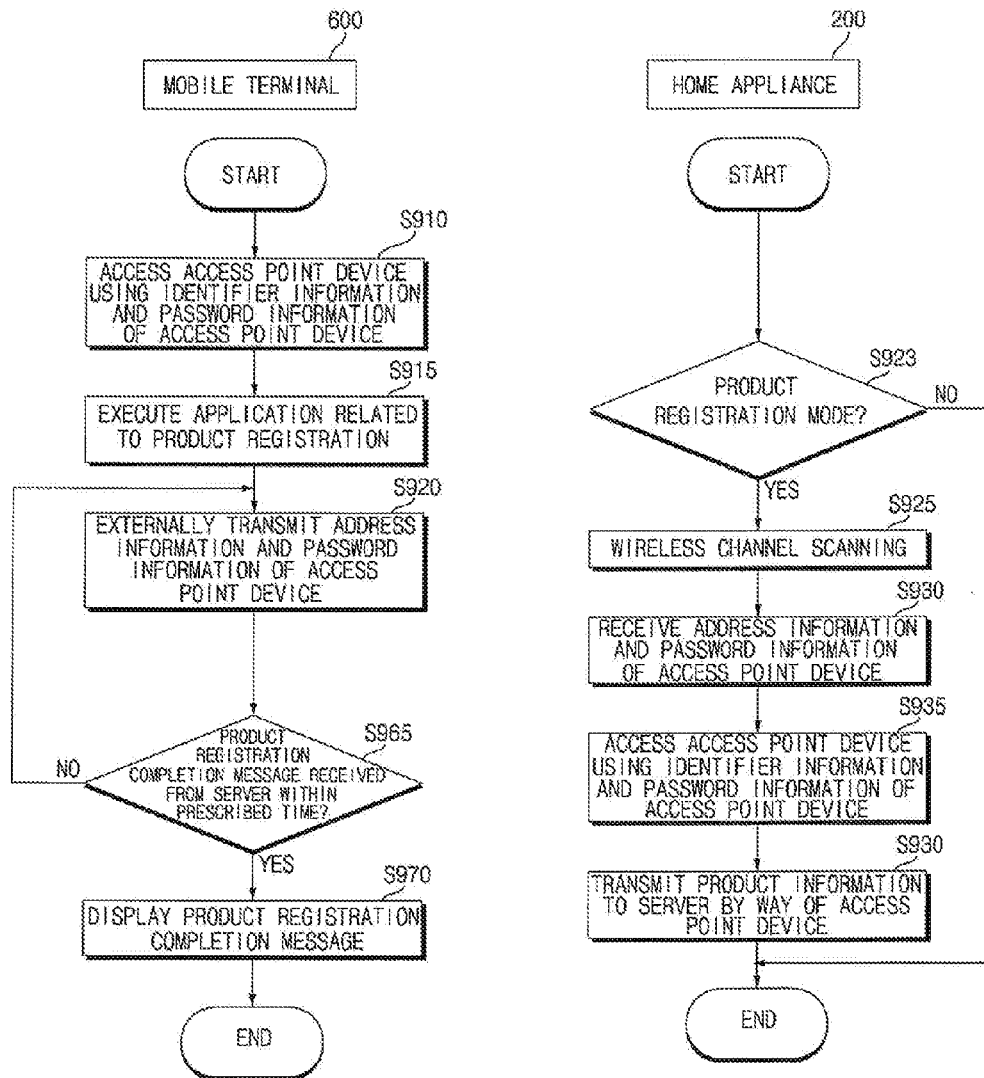 600
MOBILE TERMINAL
START
S910
ACCESS ACCESS POINT DEVICE
USING IDENTIFIER INFORMATION
AND PASSWORD INFORMATION
OF ACCESS POINT DEVICE
S915
EXECUTE APPLICATION RELATED
TO PRODUCT REGISTRATION
S920
EXTERNALLY TRANSMIT ADDRESS
INFORMATION AND PASSWORD
INFORMATION OF ACCESS
POINT DEVICE
S965
PRODUCT
REGISTRATION
COMPLETION MESSAGE RECEIVED
FROM SERVER WITHIN
PRESCRIBED TIME?
NO
YES
S970
DISPLAY PRODUCT REGISTRATION
COMPLETION MESSAGE
END
200
HOME APPLIANCE
START
S923
PRODUCT
REGISTRATION MODE?
NO
YES
S925
WIRELESS CHANNEL SCANNING
S930
RECEIVE ADDRESS INFORMATION
AND PASSWORD INFORMATION
OF ACCESS POINT DEVICE
S935
ACCESS ACCESS POINT DEVICE
USING IDENTIFIER INFORMATION
AND PASSWORD INFORMATION OF
ACCESS POINT DEVICE
S930
TRANSMIT PRODUCT INFORMATION
TO SERVER BY WAY OF ACCESS
POINT DEVICE
END